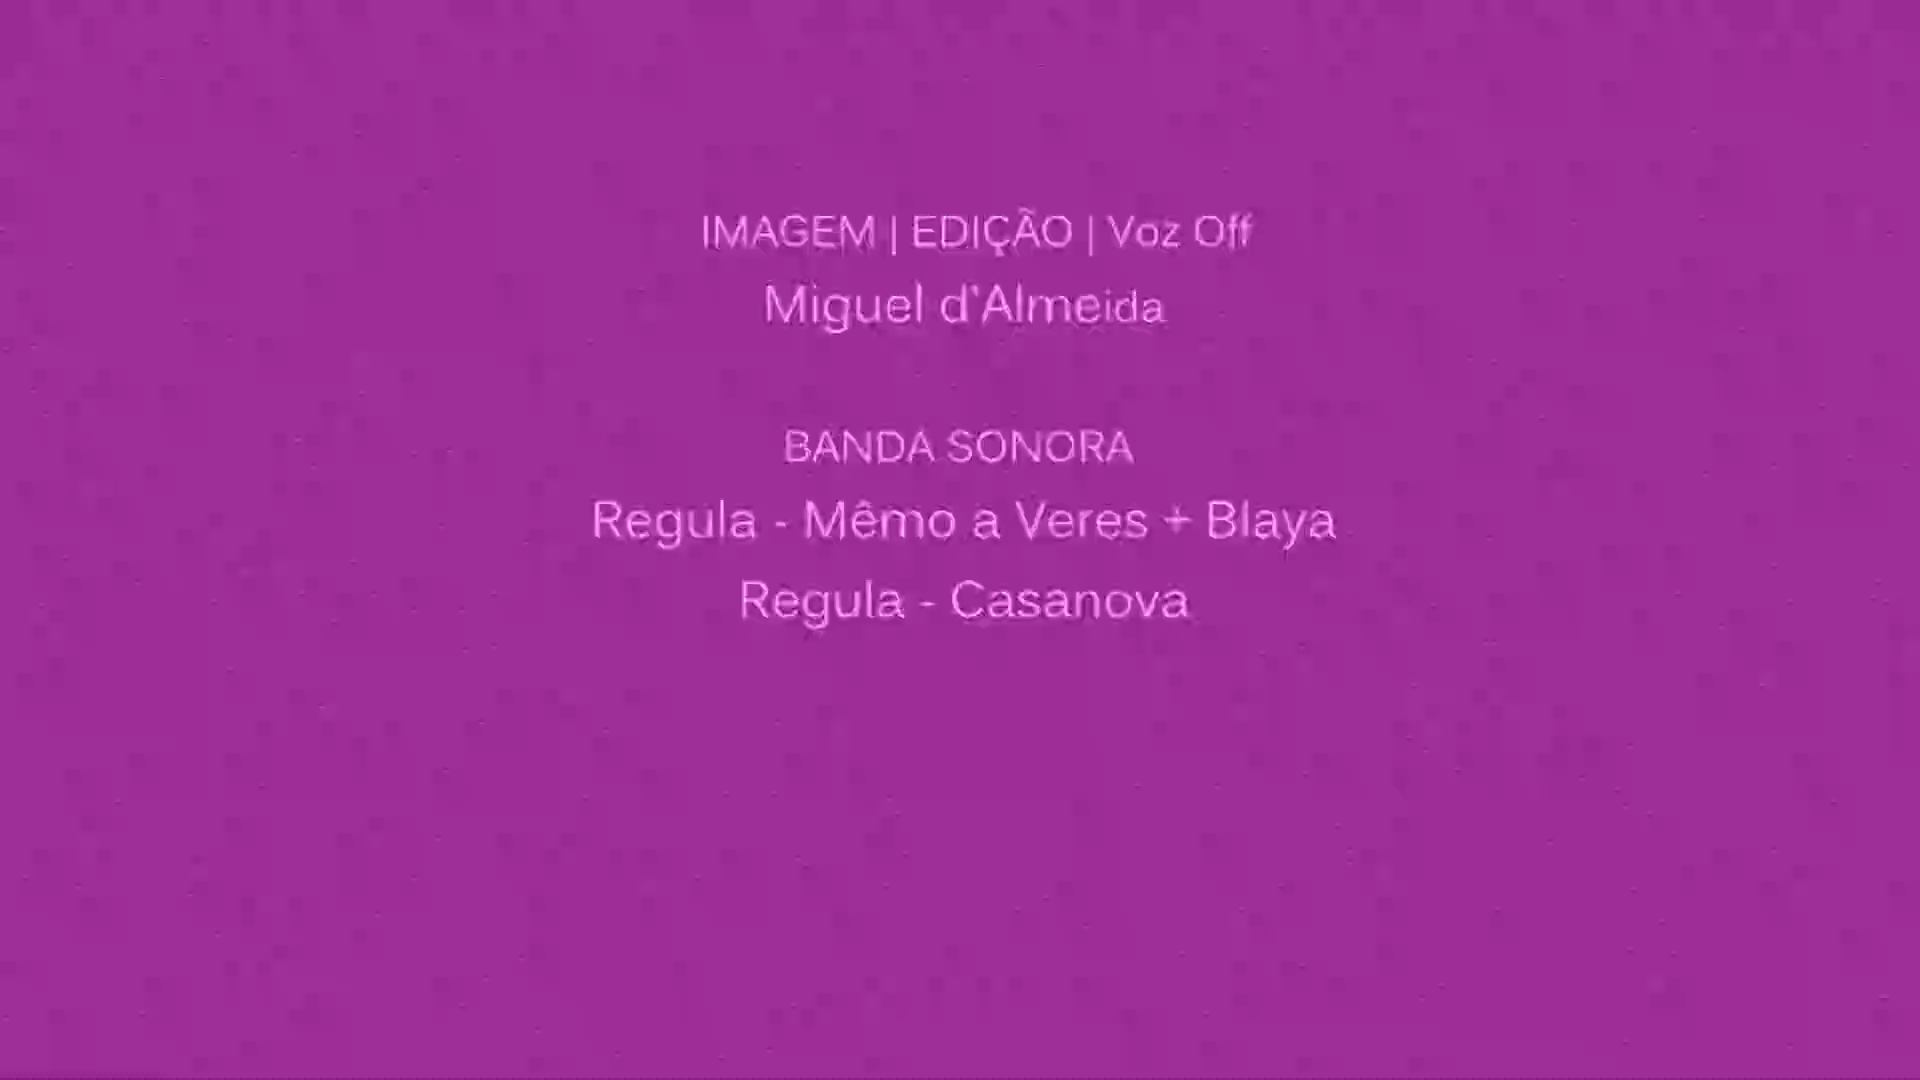 IMAGEM | EDIÇÃO | Voz Off
Miguel d'Almeida
BANDA SONORA
Regula - Mêmo a Veres + Blaya
Regula - Casanova